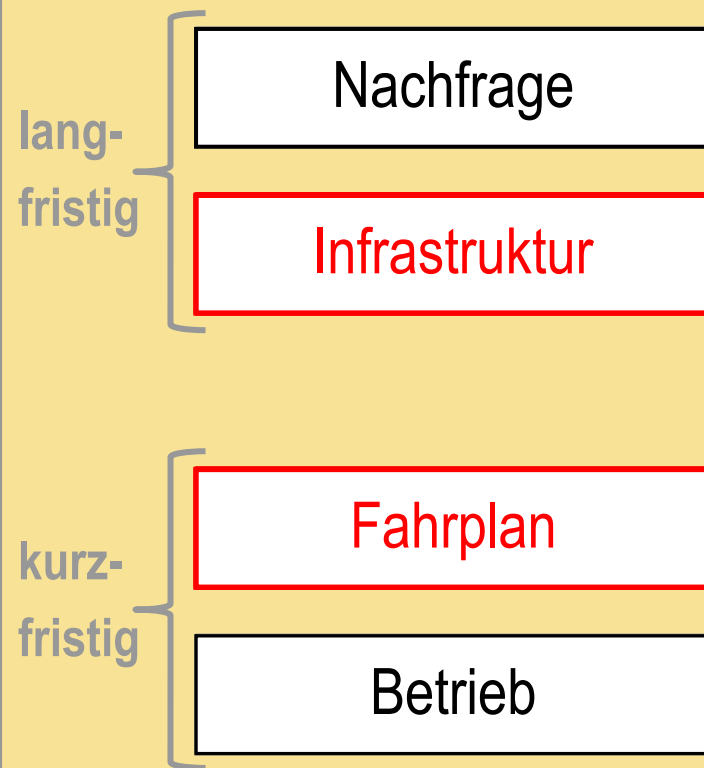 Nachfrage
lang-
fristig
Infrastruktur
Fahrplan
kurz-
fristig
Betrieb